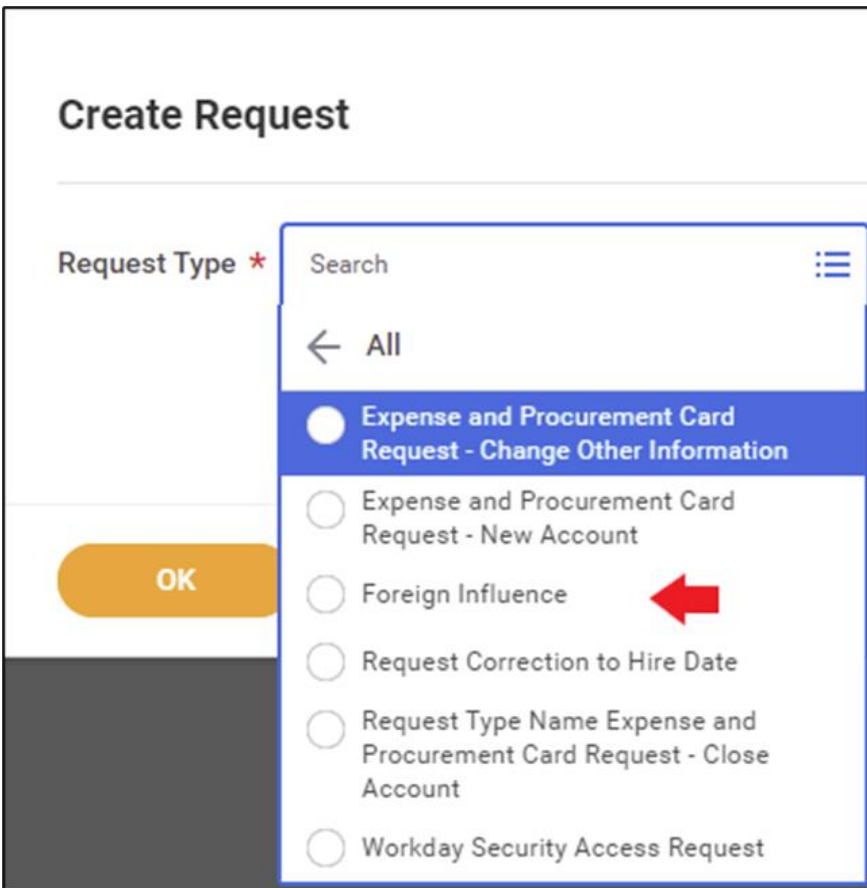 Create Request
Request Type *
Search
All
Expense and Procurement Card
Request - Change Other Information
Expense and Procurement Card
Request - New Account
Foreign Influence
Request Correction to Hire Date
Request Type Name Expense and
Procurement Card Request - Close
Account
Workday Security Access Request
OK